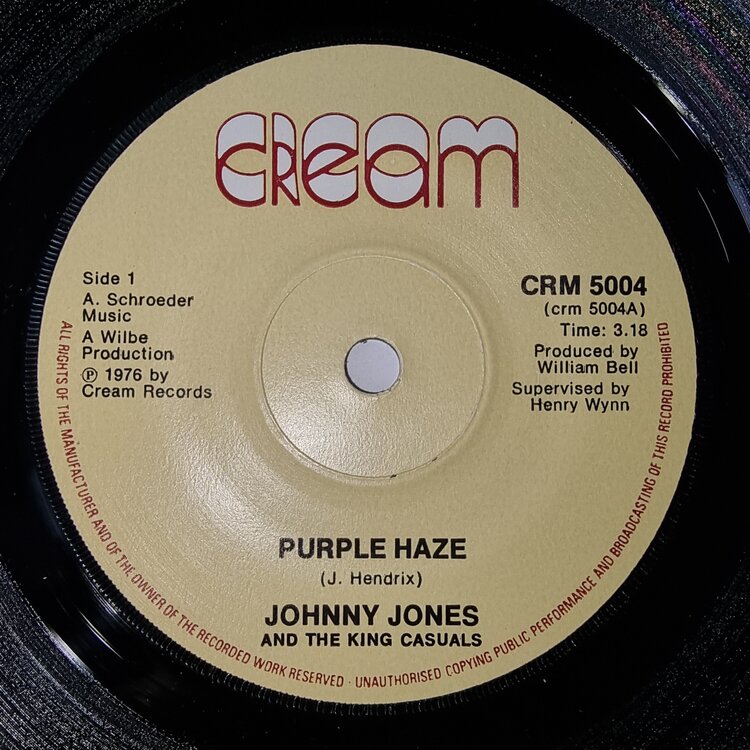 CREAM
Side 1
A. Schroeder
Music
A Wilbe
Production
℗ 1976 by
Cream Records
CRM 5004
(crm 5004A)
Time: 3.18
Produced by
William Bell
Supervised by
Henry Wynn
PURPLE HAZE
(J. Hendrix)
JOHNNY JONES
AND THE KING CASUALS
ALL RIGHTS OF THE MANUFACTURER AND OF THE OWNER OF THE RECORDED WORK RESERVED · UNAUTHORISED COPYING PUBLIC PERFORMANCE AND BROADCASTING OF THIS RECORD PROHIBITED